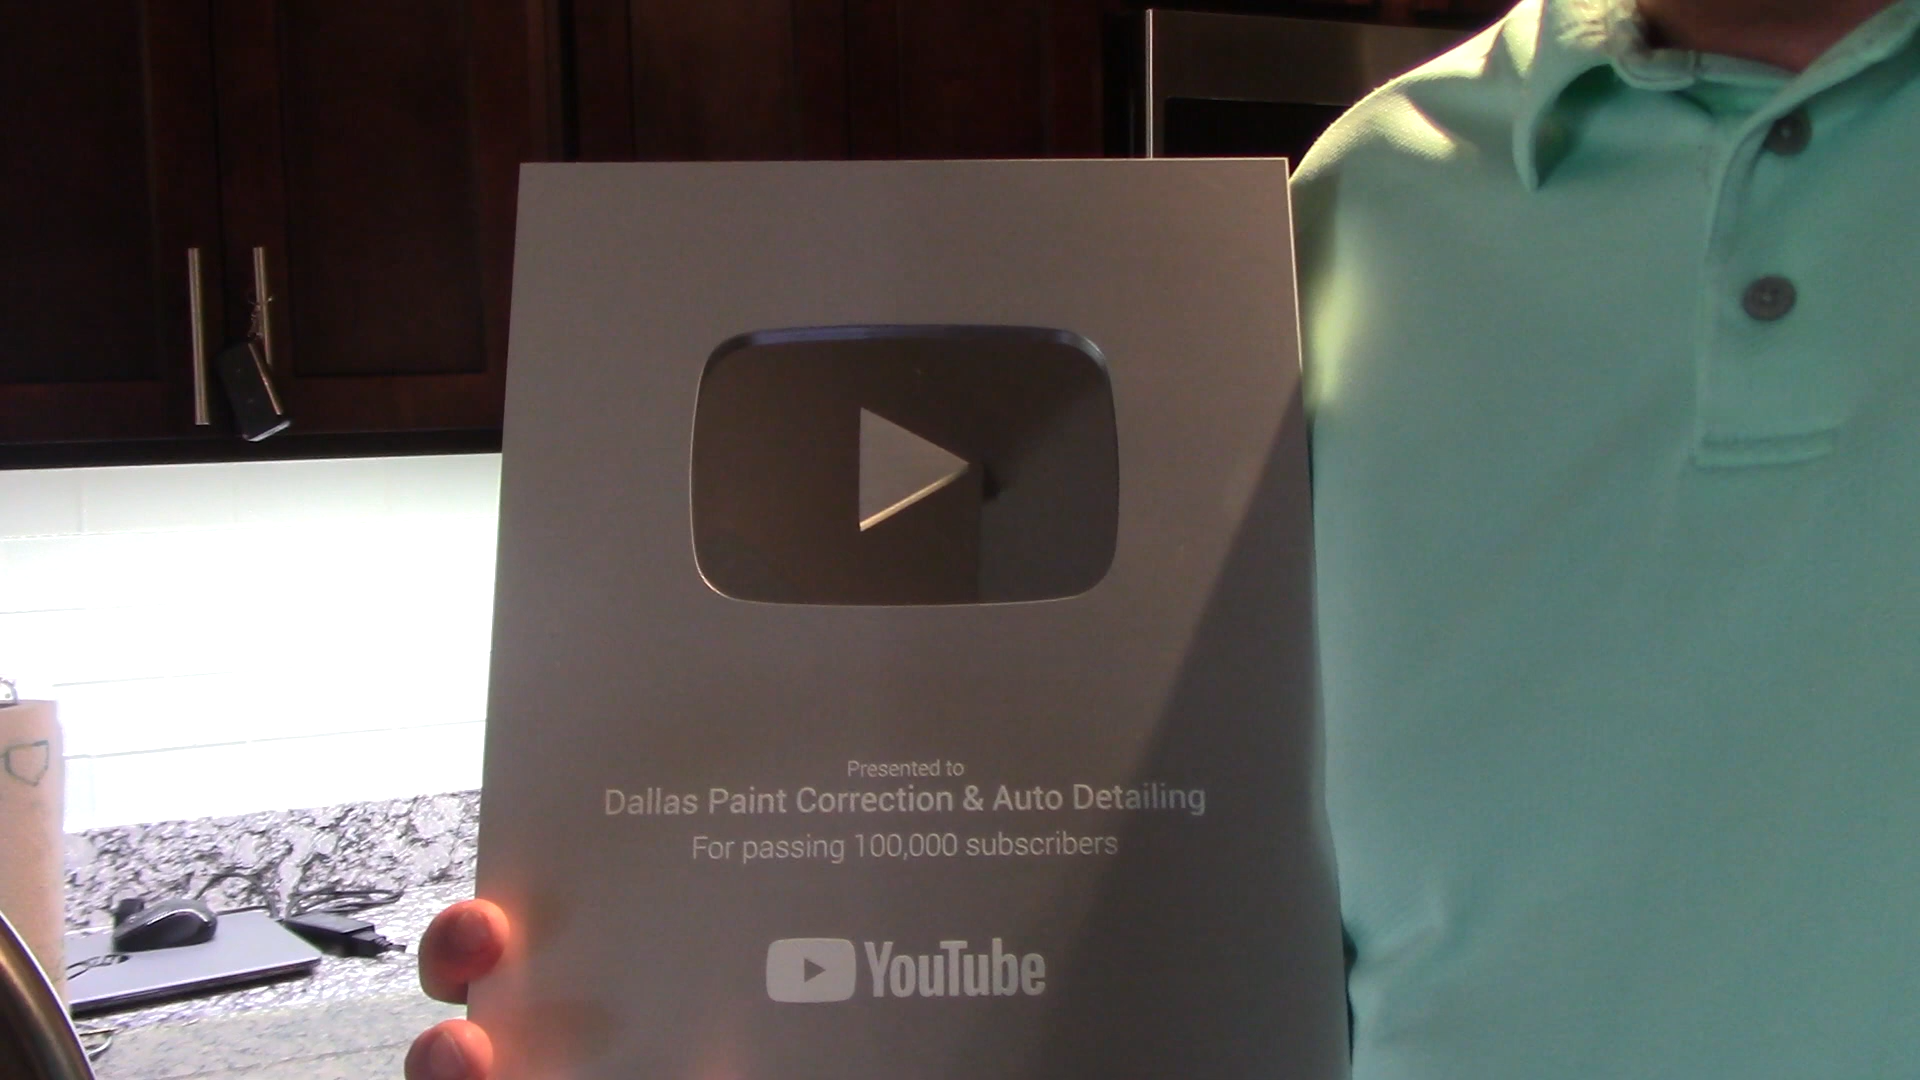 Presented to
Dallas Paint Correction & Auto Detailing
For passing 100,000 subscribers
YouTube